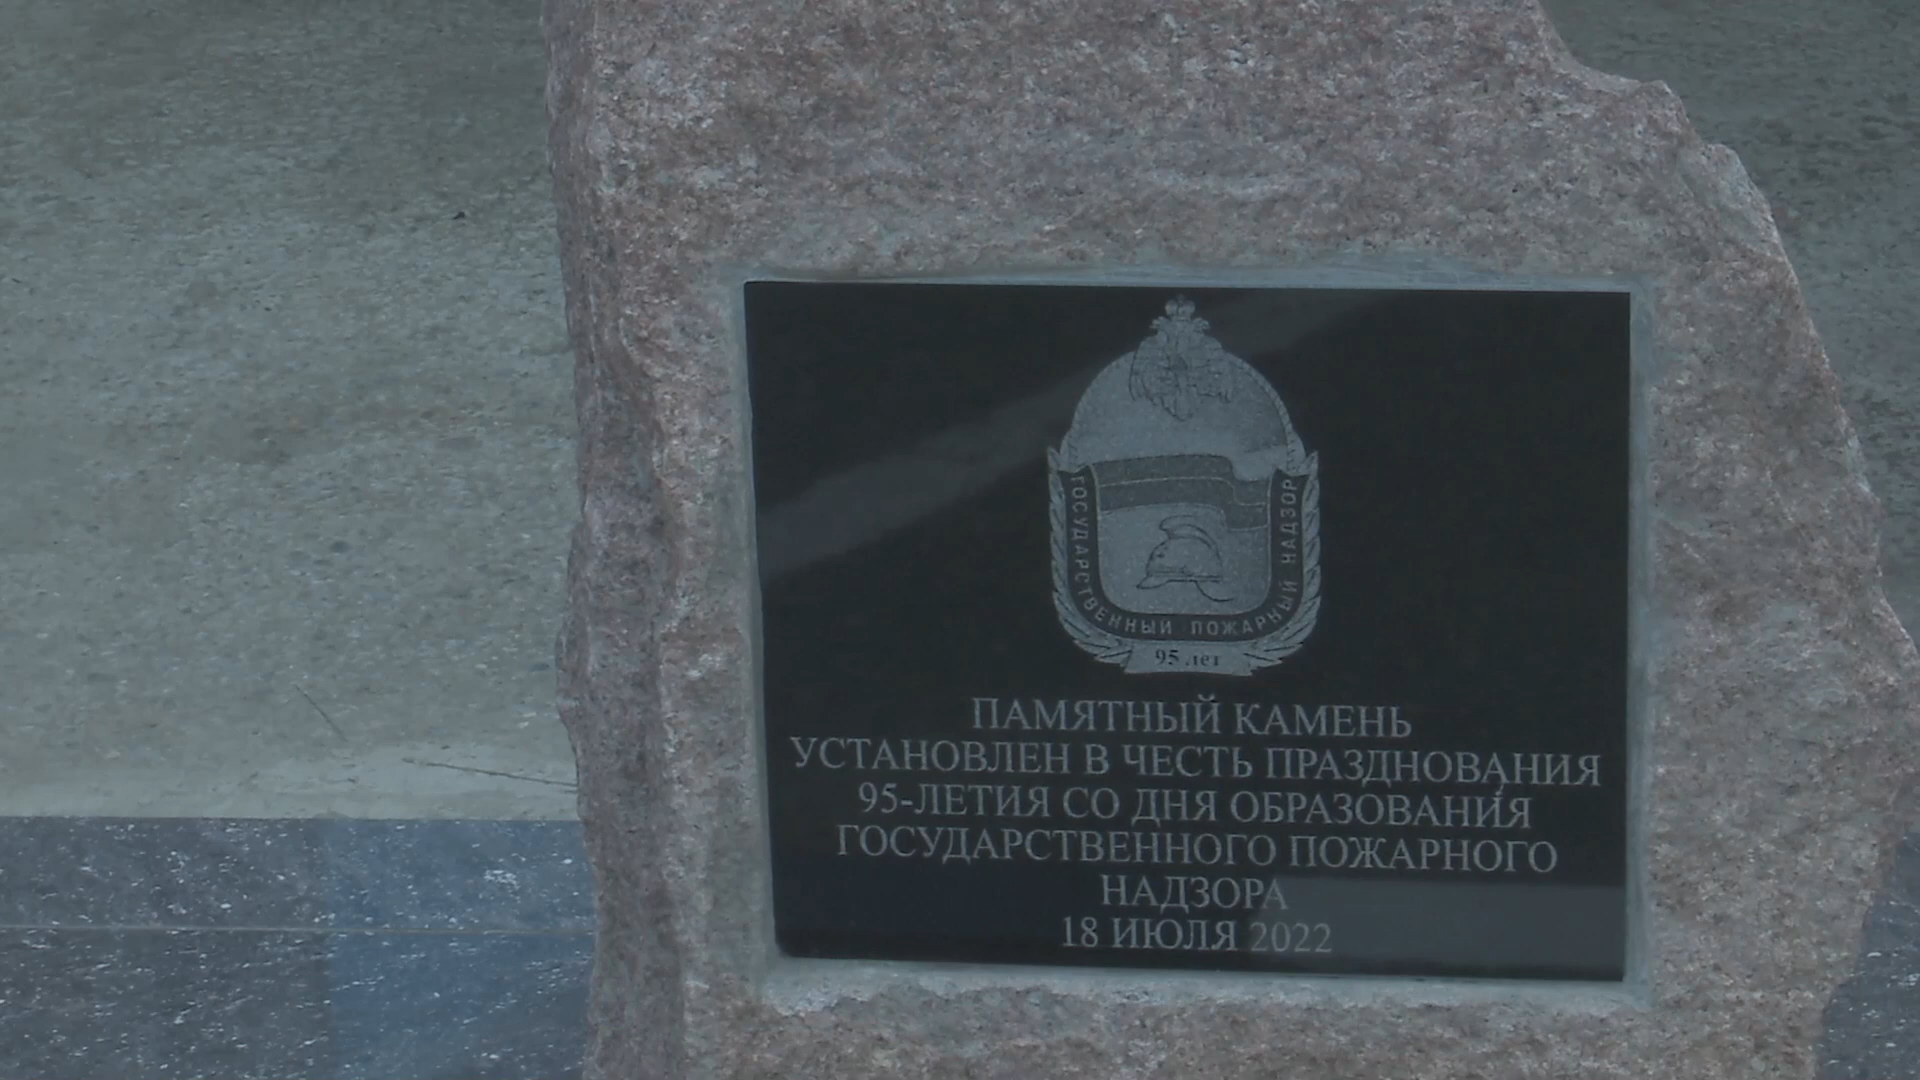 ГОСУДАРСТВЕННЫЙ ПОЖАРНЫЙ НАДЗОР
95 лет
ПАМЯТНЫЙ КАМЕНЬ
УСТАНОВЛЕН В ЧЕСТЬ ПРАЗДНОВАНИЯ
95-ЛЕТИЯ СО ДНЯ ОБРАЗОВАНИЯ
ГОСУДАРСТВЕННОГО ПОЖАРНОГО
НАДЗОРА
18 ИЮЛЯ 2022